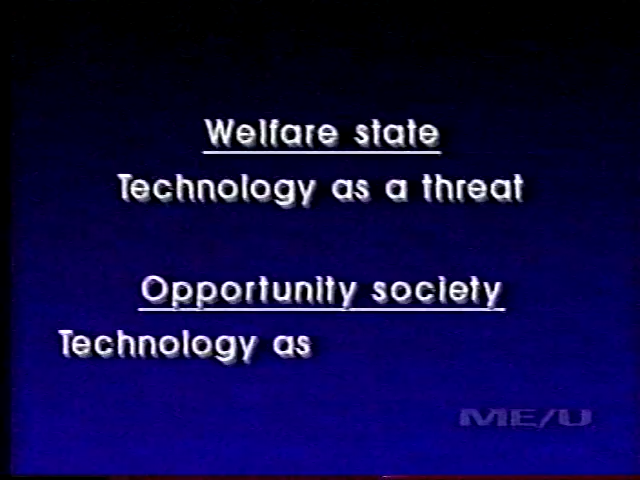 Welfare state
Technology as a threat
Opportunity society
Technology as
ME/U